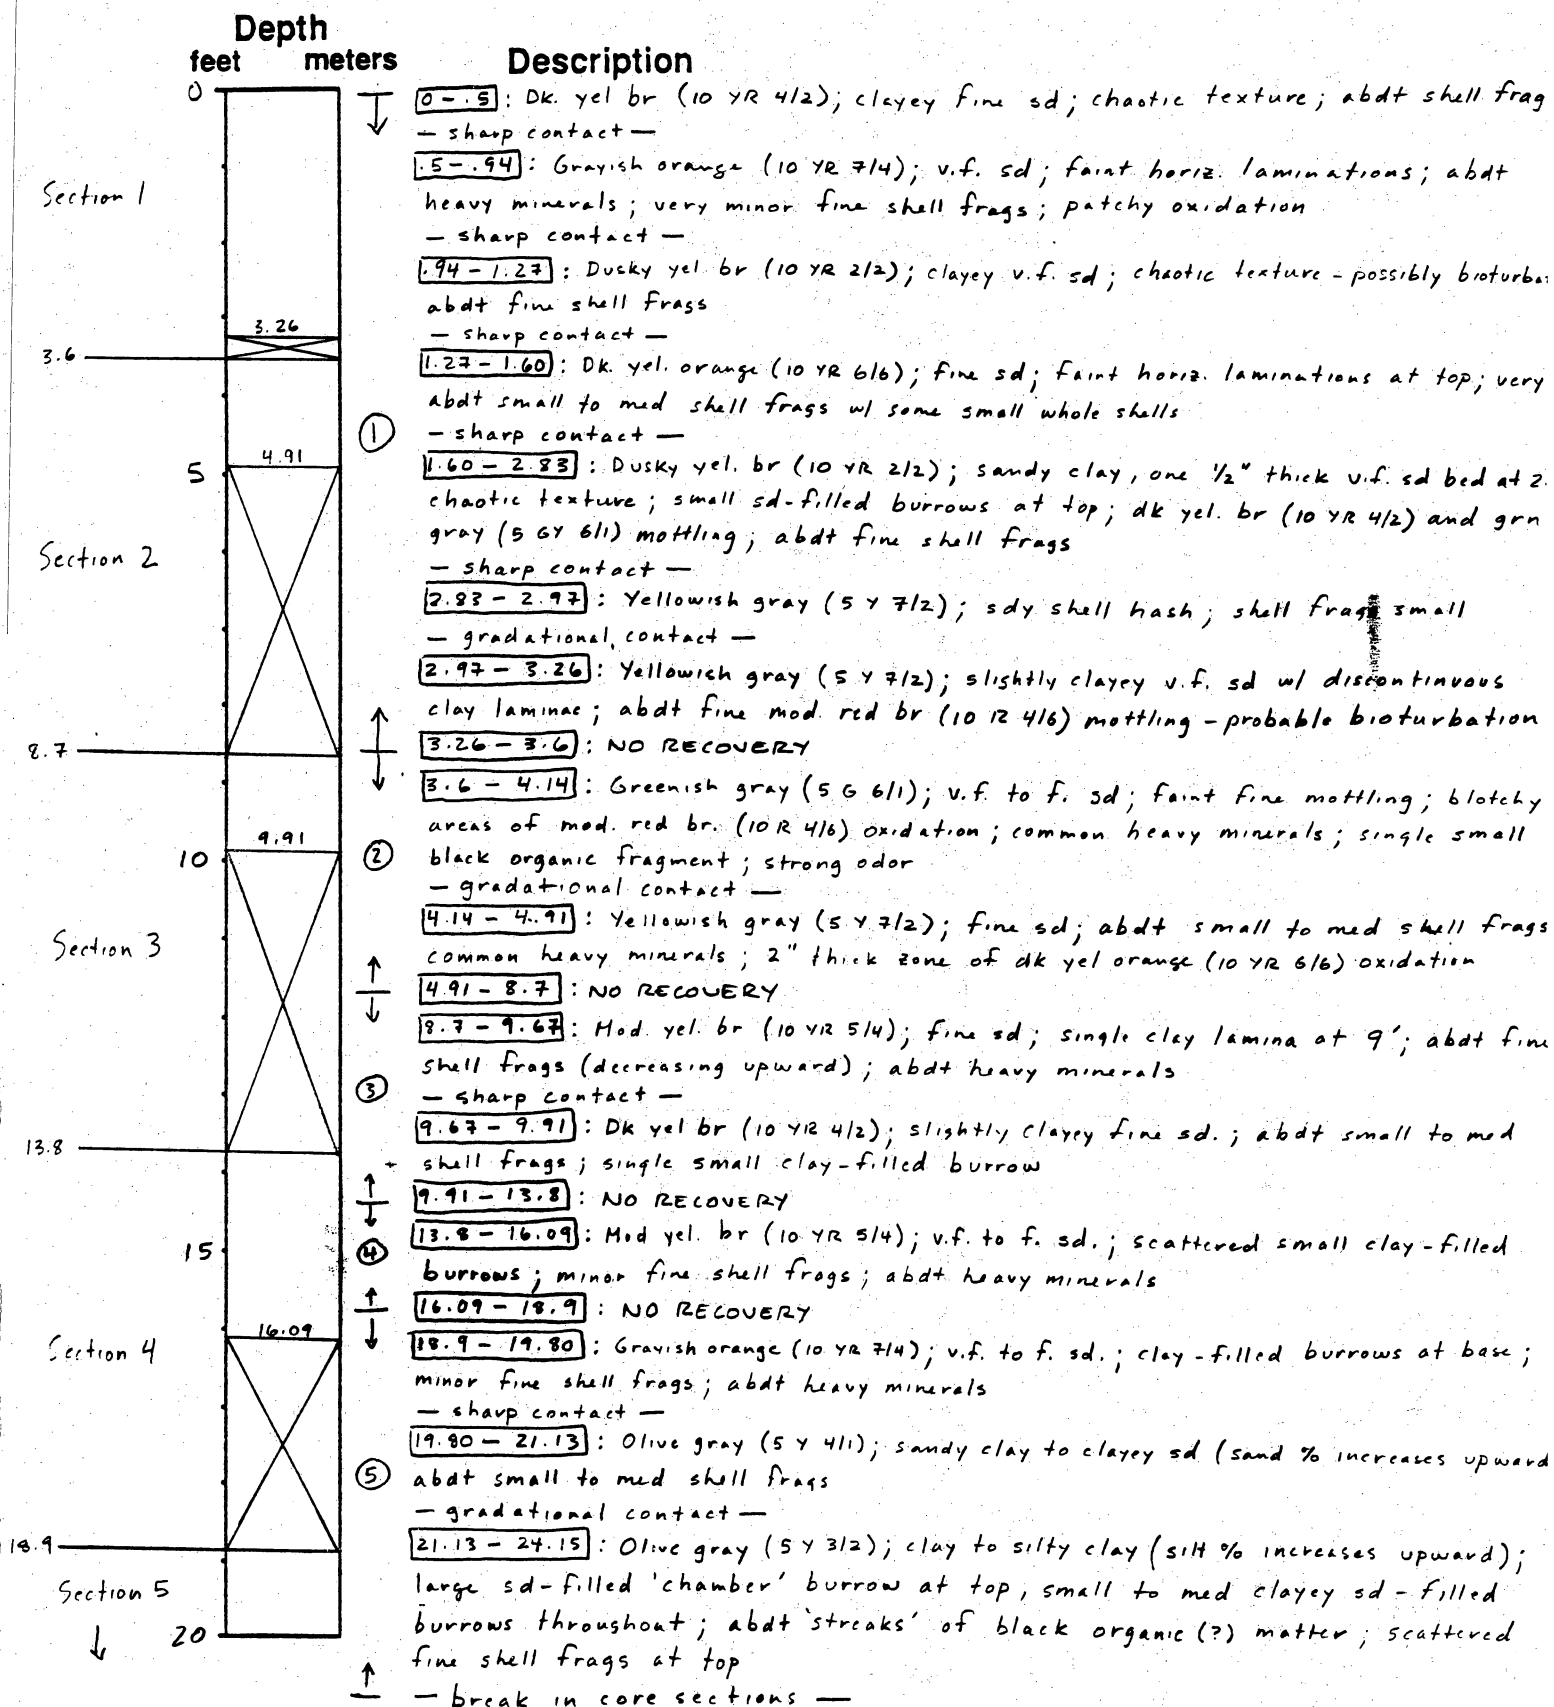 Depth
feet meters Description
0
0 - .5 : Dk. yel br (10 YR 4/2); clayey fine sd; chaotic texture; abdt shell frag
— sharp contact —
.5 - .94 : Grayish orange (10 YR 7/4); v.f. sd; faint horiz. laminations; abdt
Section 1
heavy minerals; very minor fine shell frags; patchy oxidation
— sharp contact —
.94 - 1.27 : Dusky yel br (10 YR 2/2); clayey v.f. sd; chaotic texture - possibly bioturba
abdt fine shell frags
3.26
— sharp contact —
3.6
1.27 - 1.60 : Dk. yel. orange (10 YR 6/6); fine sd; faint horiz. laminations at top; very
abdt small to med shell frags w/ some small whole shells
1
— sharp contact —
4.91
5
1.60 - 2.83 : Dusky yel. br (10 YR 2/2); sandy clay, one 1/2" thick v.f. sd bed at 2.
chaotic texture; small sd-filled burrows at top; dk yel. br (10 YR 4/2) and grn
gray (5 GY 6/1) mottling; abdt fine shell frags
Section 2
— sharp contact —
2.83 - 2.97 : Yellowish gray (5 Y 7/2); sdy shell hash; shell frags small
— gradational contact —
2.97 - 3.26 : Yellowish gray (5 Y 7/2); slightly clayey v.f. sd w/ discontinuous
clay laminae; abdt fine mod. red br (10 R 4/6) mottling - probable bioturbation
8.7
3.26 - 3.6 : NO RECOVERY
3.6 - 4.14 : Greenish gray (5 G 6/1); v.f. to f. sd; faint fine mottling; blotchy
areas of mod. red br. (10 R 4/6) oxidation; common heavy minerals; single small
9.91
10
2
black organic fragment; strong odor
— gradational contact —
4.14 - 4.91 : Yellowish gray (5 Y 7/2); fine sd; abdt small to med shell frags
Section 3
common heavy minerals; 2" thick zone of dk yel orange (10 YR 6/6) oxidation
4.91 - 8.7 : NO RECOVERY
8.7 - 9.67 : Mod. yel. br (10 YR 5/4); fine sd; single clay lamina at 9'; abdt fine
shell frags (decreasing upward); abdt heavy minerals
3
— sharp contact —
13.8
9.67 - 9.91 : Dk yel br (10 YR 4/2); slightly clayey fine sd.; abdt small to med
shell frags; single small clay-filled burrow
9.91 - 13.8 : NO RECOVERY
13.8 - 16.09 : Mod yel. br (10 YR 5/4); v.f. to f. sd.; scattered small clay-filled
15
4
burrows; minor fine shell frags; abdt heavy minerals
16.09 - 18.9 : NO RECOVERY
16.09
Section 4
18.9 - 19.80 : Grayish orange (10 YR 7/4); v.f. to f. sd.; clay-filled burrows at base;
minor fine shell frags; abdt heavy minerals
— sharp contact —
19.80 - 21.13 : Olive gray (5 Y 4/1); sandy clay to clayey sd (sand % increases upward
5
abdt small to med shell frags
— gradational contact —
18.9
21.13 - 24.15 : Olive gray (5 Y 3/2); clay to silty clay (silt % increases upward);
Section 5
large sd-filled 'chamber' burrow at top, small to med clayey sd-filled
20
burrows throughout; abdt 'streaks' of black organic (?) matter; scattered
fine shell frags at top
— break in core sections —